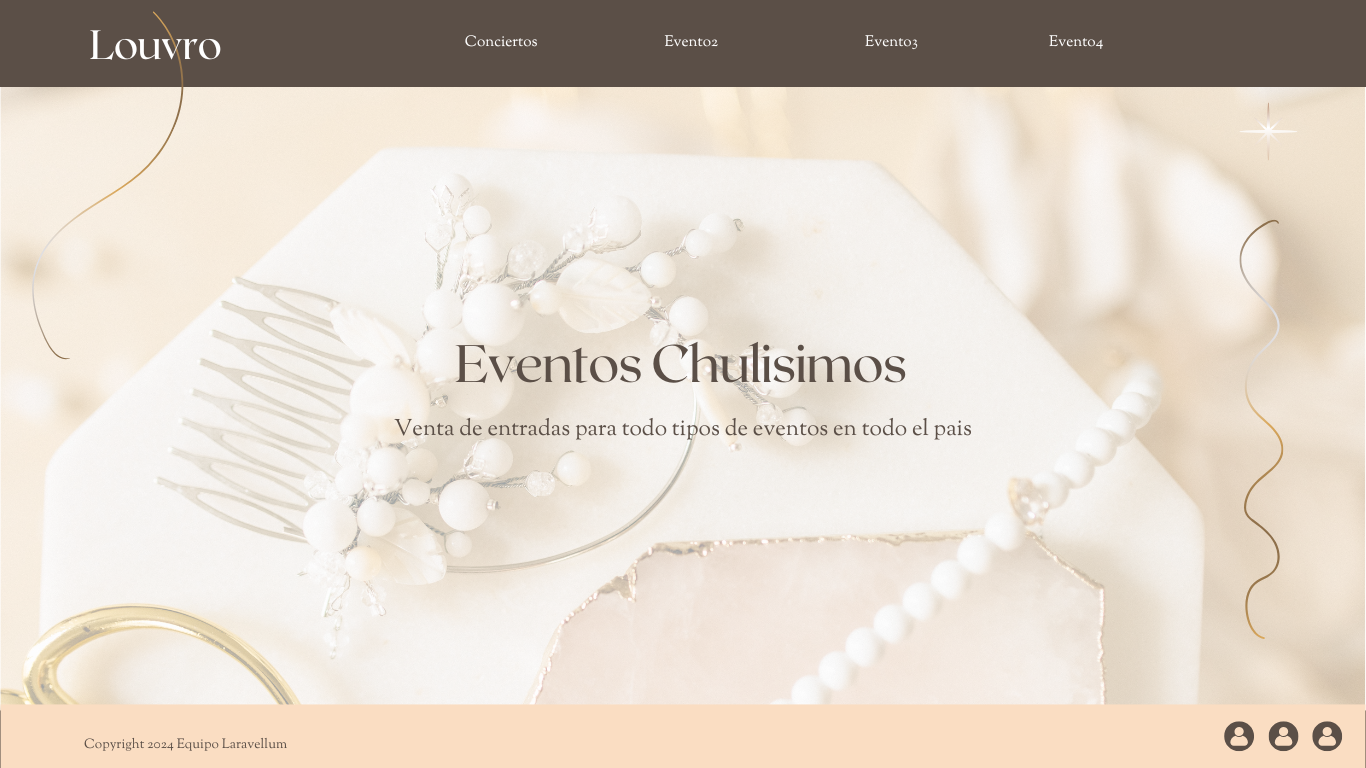 Louvro
Conciertos Evento2 Evento3 Evento4
Eventos Chulisimos
Venta de entradas para todo tipos de eventos en todo el pais
Copyright 2024 Equipo Laravellum